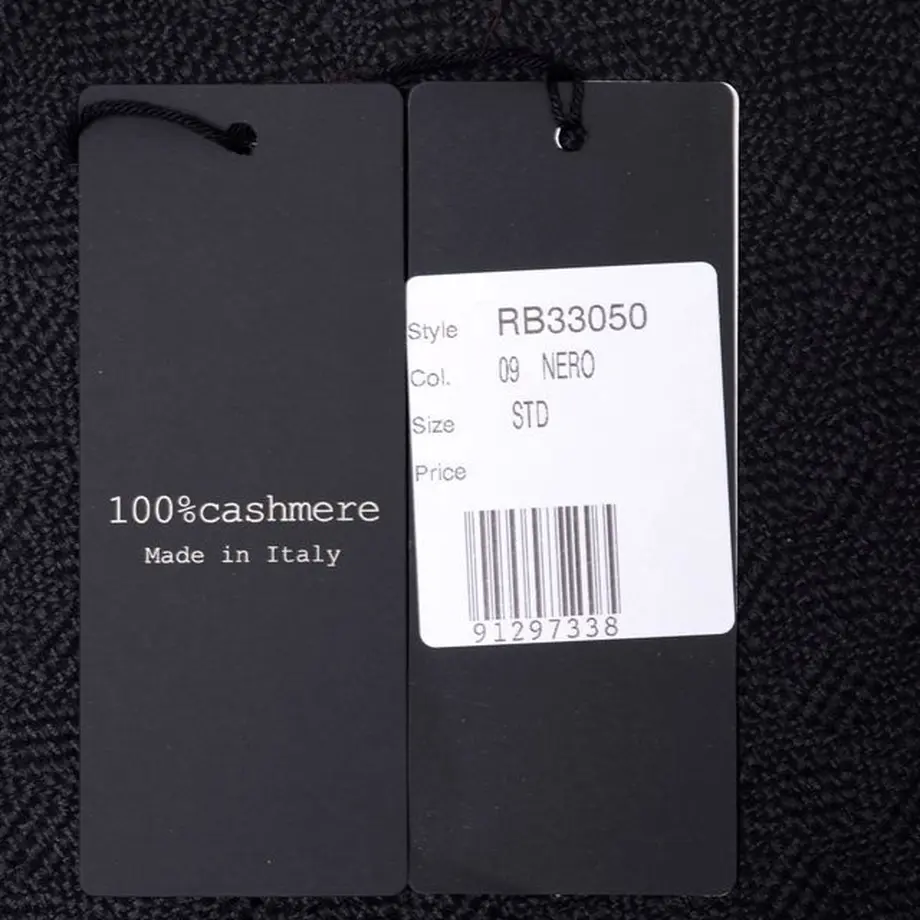 100%cashmere
Made in Italy
Style RB33050
Col. 09 NERO
Size STD
Price
91297338